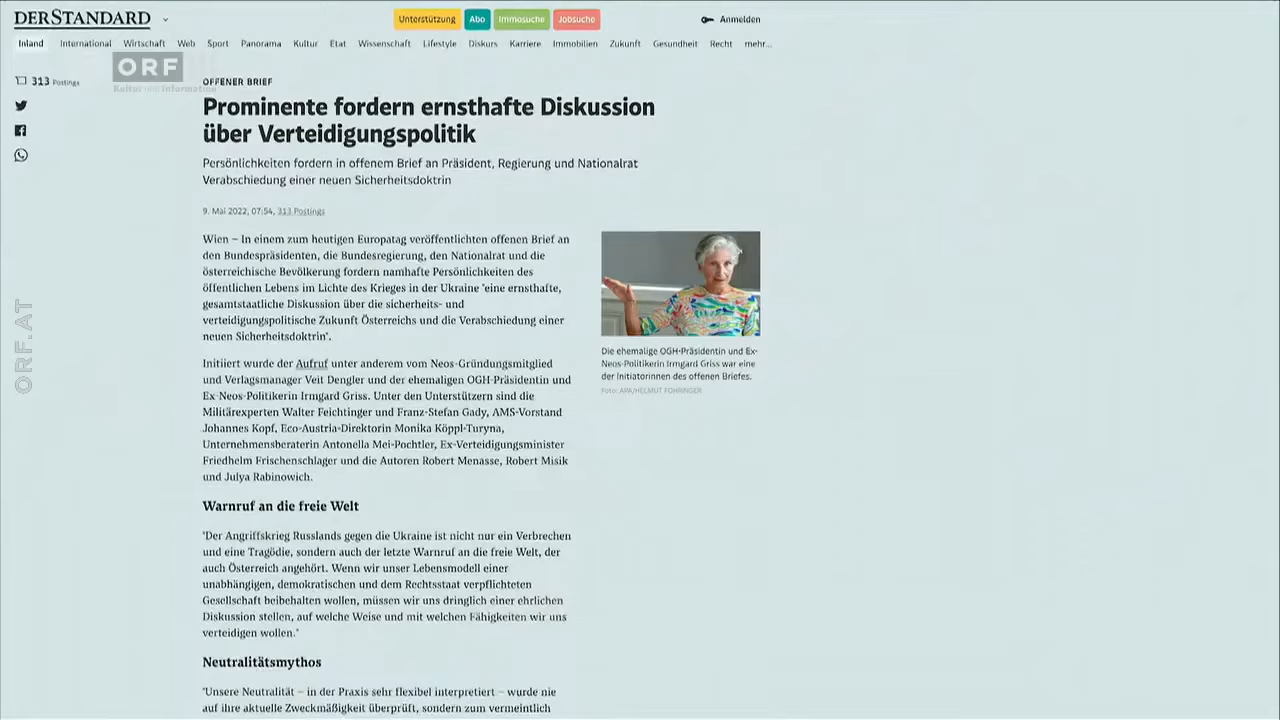 DERSTANDARD
Unterstützung Abo Immosuche Jobsuche
Anmelden
Inland International Wirtschaft Web Sport Panorama Kultur Etat Wissenschaft Lifestyle Diskurs Karriere Immobilien Zukunft Gesundheit Recht mehr...
ORF
Kultur und Information
313 Postings
OFFENER BRIEF
Prominente fordern ernsthafte Diskussion
über Verteidigungspolitik
Persönlichkeiten fordern in offenem Brief an Präsident, Regierung und Nationalrat
Verabschiedung einer neuen Sicherheitsdoktrin
9. Mai 2022, 07:54, 313 Postings
Wien – In einem zum heutigen Europatag veröffentlichten offenen Brief an
den Bundespräsidenten, die Bundesregierung, den Nationalrat und die
österreichische Bevölkerung fordern namhafte Persönlichkeiten des
öffentlichen Lebens im Lichte des Krieges in der Ukraine "eine ernsthafte,
gesamtstaatliche Diskussion über die sicherheits- und
verteidigungspolitische Zukunft Österreichs und die Verabschiedung einer
neuen Sicherheitsdoktrin".
Initiiert wurde der Aufruf unter anderem vom Neos-Gründungsmitglied
und Verlagsmanager Veit Dengler und der ehemaligen OGH-Präsidentin und
Ex-Neos-Politikerin Irmgard Griss. Unter den Unterstützern sind die
Militärexperten Walter Feichtinger und Franz-Stefan Gady, AMS-Vorstand
Johannes Kopf, Eco-Austria-Direktorin Monika Köppl-Turyna,
Unternehmensberaterin Antonella Mei-Pochtler, Ex-Verteidigungsminister
Friedhelm Frischenschlager und die Autoren Robert Menasse, Robert Misik
und Julya Rabinowich.
Die ehemalige OGH-Präsidentin und Ex-
Neos-Politikerin Irmgard Griss war eine
der Initiatorinnen des offenen Briefes.
Foto: APA/HELMUT FOHRINGER
Warnruf an die freie Welt
"Der Angriffskrieg Russlands gegen die Ukraine ist nicht nur ein Verbrechen
und eine Tragödie, sondern auch der letzte Warnruf an die freie Welt, der
auch Österreich angehört. Wenn wir unser Lebensmodell einer
unabhängigen, demokratischen und dem Rechtsstaat verpflichteten
Gesellschaft beibehalten wollen, müssen wir uns dringlich einer ehrlichen
Diskussion stellen, auf welche Weise und mit welchen Fähigkeiten wir uns
verteidigen wollen."
Neutralitätsmythos
"Unsere Neutralität – in der Praxis sehr flexibel interpretiert – wurde nie
auf ihre aktuelle Zweckmäßigkeit überprüft, sondern zum vermeintlich
ORF.AT